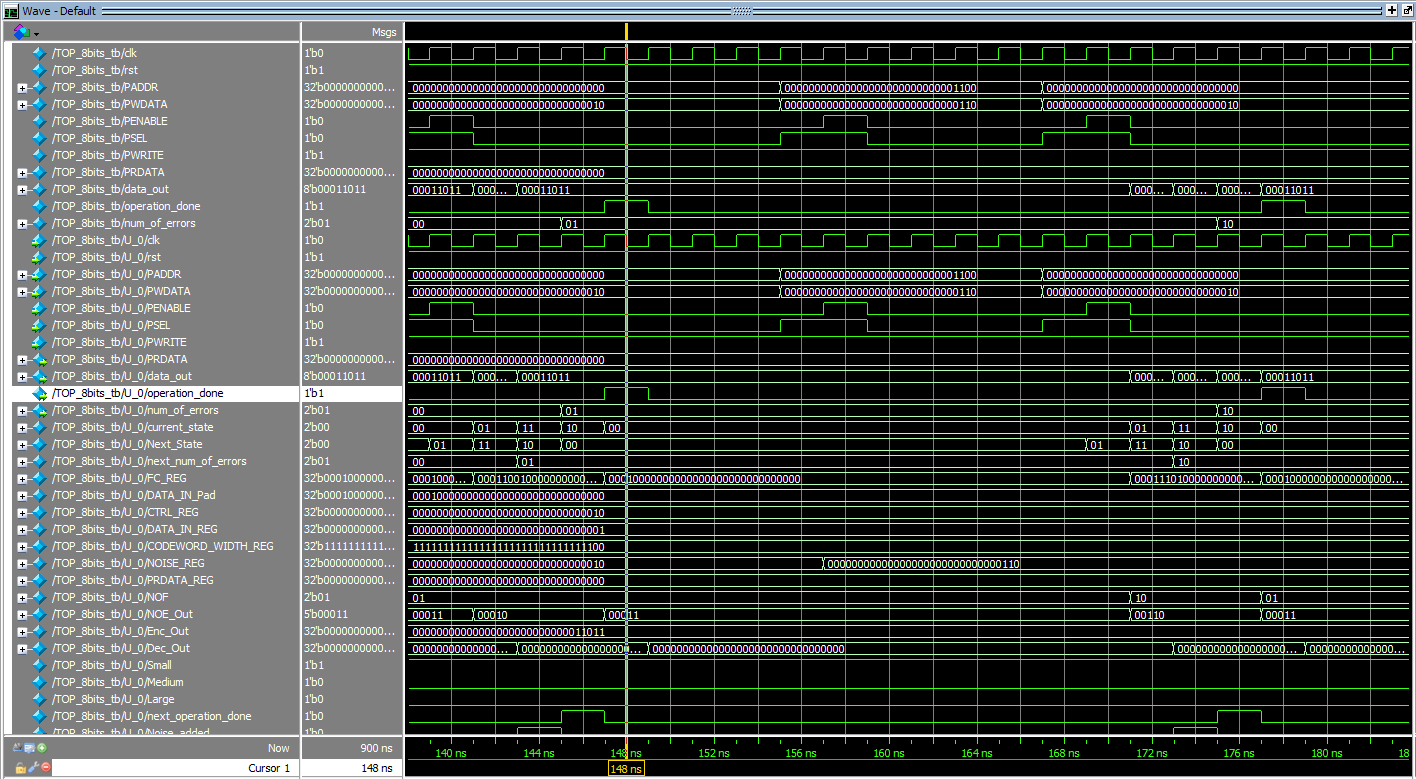 Wave - Default
Msgs
/TOP_8bits_tb/clk 1'b0
/TOP_8bits_tb/rst 1'b1
/TOP_8bits_tb/PADDR 32'b0000000000... 00000000000000000000000000000000 00000000000000000000000000001100 00000000000000000000000000000000
/TOP_8bits_tb/PWDATA 32'b0000000000... 00000000000000000000000000000010 00000000000000000000000000000110 00000000000000000000000000000010
/TOP_8bits_tb/PENABLE 1'b0
/TOP_8bits_tb/PSEL 1'b0
/TOP_8bits_tb/PWRITE 1'b1
/TOP_8bits_tb/PRDATA 32'b0000000000... 00000000000000000000000000000000
/TOP_8bits_tb/data_out 8'b00011011 00011011 000... 00011011 000... 000... 000... 00011011
/TOP_8bits_tb/operation_done 1'b1
/TOP_8bits_tb/num_of_errors 2'b01 00 01 10
/TOP_8bits_tb/U_0/clk 1'b0
/TOP_8bits_tb/U_0/rst 1'b1
/TOP_8bits_tb/U_0/PADDR 32'b0000000000... 00000000000000000000000000000000 00000000000000000000000000001100 00000000000000000000000000000000
/TOP_8bits_tb/U_0/PWDATA 32'b0000000000... 00000000000000000000000000000010 00000000000000000000000000000110 00000000000000000000000000000010
/TOP_8bits_tb/U_0/PENABLE 1'b0
/TOP_8bits_tb/U_0/PSEL 1'b0
/TOP_8bits_tb/U_0/PWRITE 1'b1
/TOP_8bits_tb/U_0/PRDATA 32'b0000000000... 00000000000000000000000000000000
/TOP_8bits_tb/U_0/data_out 8'b00011011 00011011 000... 00011011 000... 000... 000... 00011011
/TOP_8bits_tb/U_0/operation_done 1'b1
/TOP_8bits_tb/U_0/num_of_errors 2'b01 00 01 10
/TOP_8bits_tb/U_0/current_state 2'b00 00 01 11 10 00 01 11 10 00
/TOP_8bits_tb/U_0/Next_State 2'b00 01 11 10 00 01 11 10 00
/TOP_8bits_tb/U_0/next_num_of_errors 2'b01 00 01 10
/TOP_8bits_tb/U_0/FC_REG 32'b0001000000... 0001000... 0001100100000000000... 00010000000000000000000000000000 0001110100000000000... 0001000000000000000000...
/TOP_8bits_tb/U_0/DATA_IN_Pad 32'b0001000000... 00010000000000000000000000000000
/TOP_8bits_tb/U_0/CTRL_REG 32'b0000000000... 00000000000000000000000000000010
/TOP_8bits_tb/U_0/DATA_IN_REG 32'b0000000000... 00000000000000000000000000000001
/TOP_8bits_tb/U_0/CODEWORD_WIDTH_REG 32'b1111111111... 11111111111111111111111111111100
/TOP_8bits_tb/U_0/NOISE_REG 32'b0000000000... 00000000000000000000000000000010 00000000000000000000000000000110
/TOP_8bits_tb/U_0/PRDATA_REG 32'b0000000000... 00000000000000000000000000000000
/TOP_8bits_tb/U_0/NOF 2'b01 01 10 01
/TOP_8bits_tb/U_0/NOE_Out 5'b00011 00011 00010 00011 00110 00011
/TOP_8bits_tb/U_0/Enc_Out 32'b0000000000... 00000000000000000000000000011011
/TOP_8bits_tb/U_0/Dec_Out 32'b0000000000... 00000000000000... 000000000000000000... 00000000000000000000000000000000 000000000000000000... 00000000000000...
/TOP_8bits_tb/U_0/Small 1'b1
/TOP_8bits_tb/U_0/Medium 1'b0
/TOP_8bits_tb/U_0/Large 1'b0
/TOP_8bits_tb/U_0/next_operation_done 1'b0
/TOP_8bits_tb/U_0/Noise_added 1'b0
Now 900 ns 140 ns 144 ns 148 ns 152 ns 156 ns 160 ns 164 ns 168 ns 172 ns 176 ns 180 ns 18
Cursor 1 148 ns 148 ns